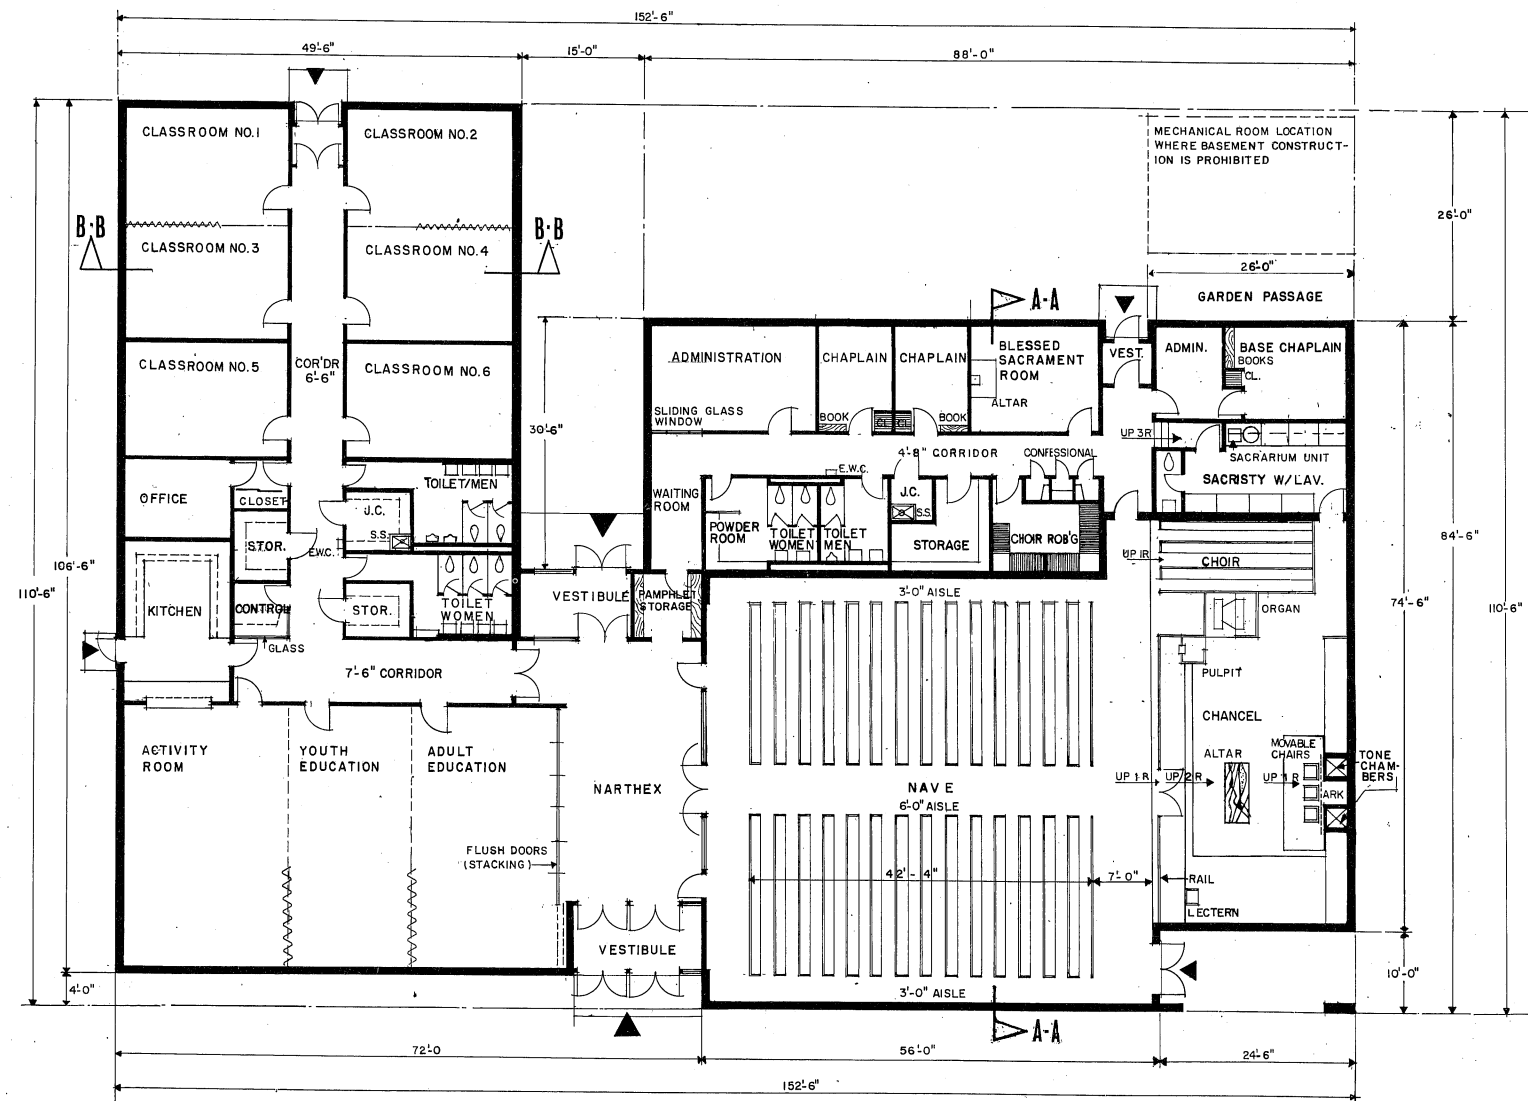 152'-6"
49'-6"
15'-0"
88'-0"
CLASSROOM NO.1
CLASSROOM NO.2
MECHANICAL ROOM LOCATION
WHERE BASEMENT CONSTRUCT-
ION IS PROHIBITED
B-B
CLASSROOM NO.3
CLASSROOM NO.4
B-B
26'-0"
26'-0"
GARDEN PASSAGE
A-A
CLASSROOM NO.5
COR'DR
6'-6"
CLASSROOM NO.6
ADMINISTRATION
CHAPLAIN
CHAPLAIN
BLESSED
SACRAMENT
ROOM
ALTAR
VEST.
ADMIN.
BASE CHAPLAIN
BOOKS
CL.
SLIDING GLASS
WINDOW
BOOK
CL.
CL.
BOOK
30'-6"
UP 3R
4'-8" CORRIDOR
CONFESSIONAL
SACRARIUM UNIT
SACRISTY W/LAV.
E.W.C.
OFFICE
CLOSET
TOILET/MEN
J.C.
S.S.
WAITING
ROOM
J.C.
S.S.
POWDER
ROOM
TOILET
WOMEN
TOILET
MEN
STORAGE
CHOIR ROB'G
STOR.
E.W.C.
106'-6"
110'-6"
84'-6"
74'-6"
110'-6"
UP 1R
CHOIR
KITCHEN
CONTROL
STOR.
TOILET
WOMEN
VESTIBULE
PAMPHLET
STORAGE
3'-0" AISLE
ORGAN
GLASS
7'-6" CORRIDOR
PULPIT
CHANCEL
ACTIVITY
ROOM
YOUTH
EDUCATION
ADULT
EDUCATION
NARTHEX
NAVE
6'-0" AISLE
UP 1 R
UP 2 R
ALTAR
UP 1 R
MOVABLE
CHAIRS
ARK
TONE
CHAM-
BERS
FLUSH DOORS
(STACKING)
42'-4"
7'-0"
RAIL
LECTERN
VESTIBULE
3'-0" AISLE
4'-0"
10'-0"
A-A
72'-0
56'-0"
24'-6"
152'-6"